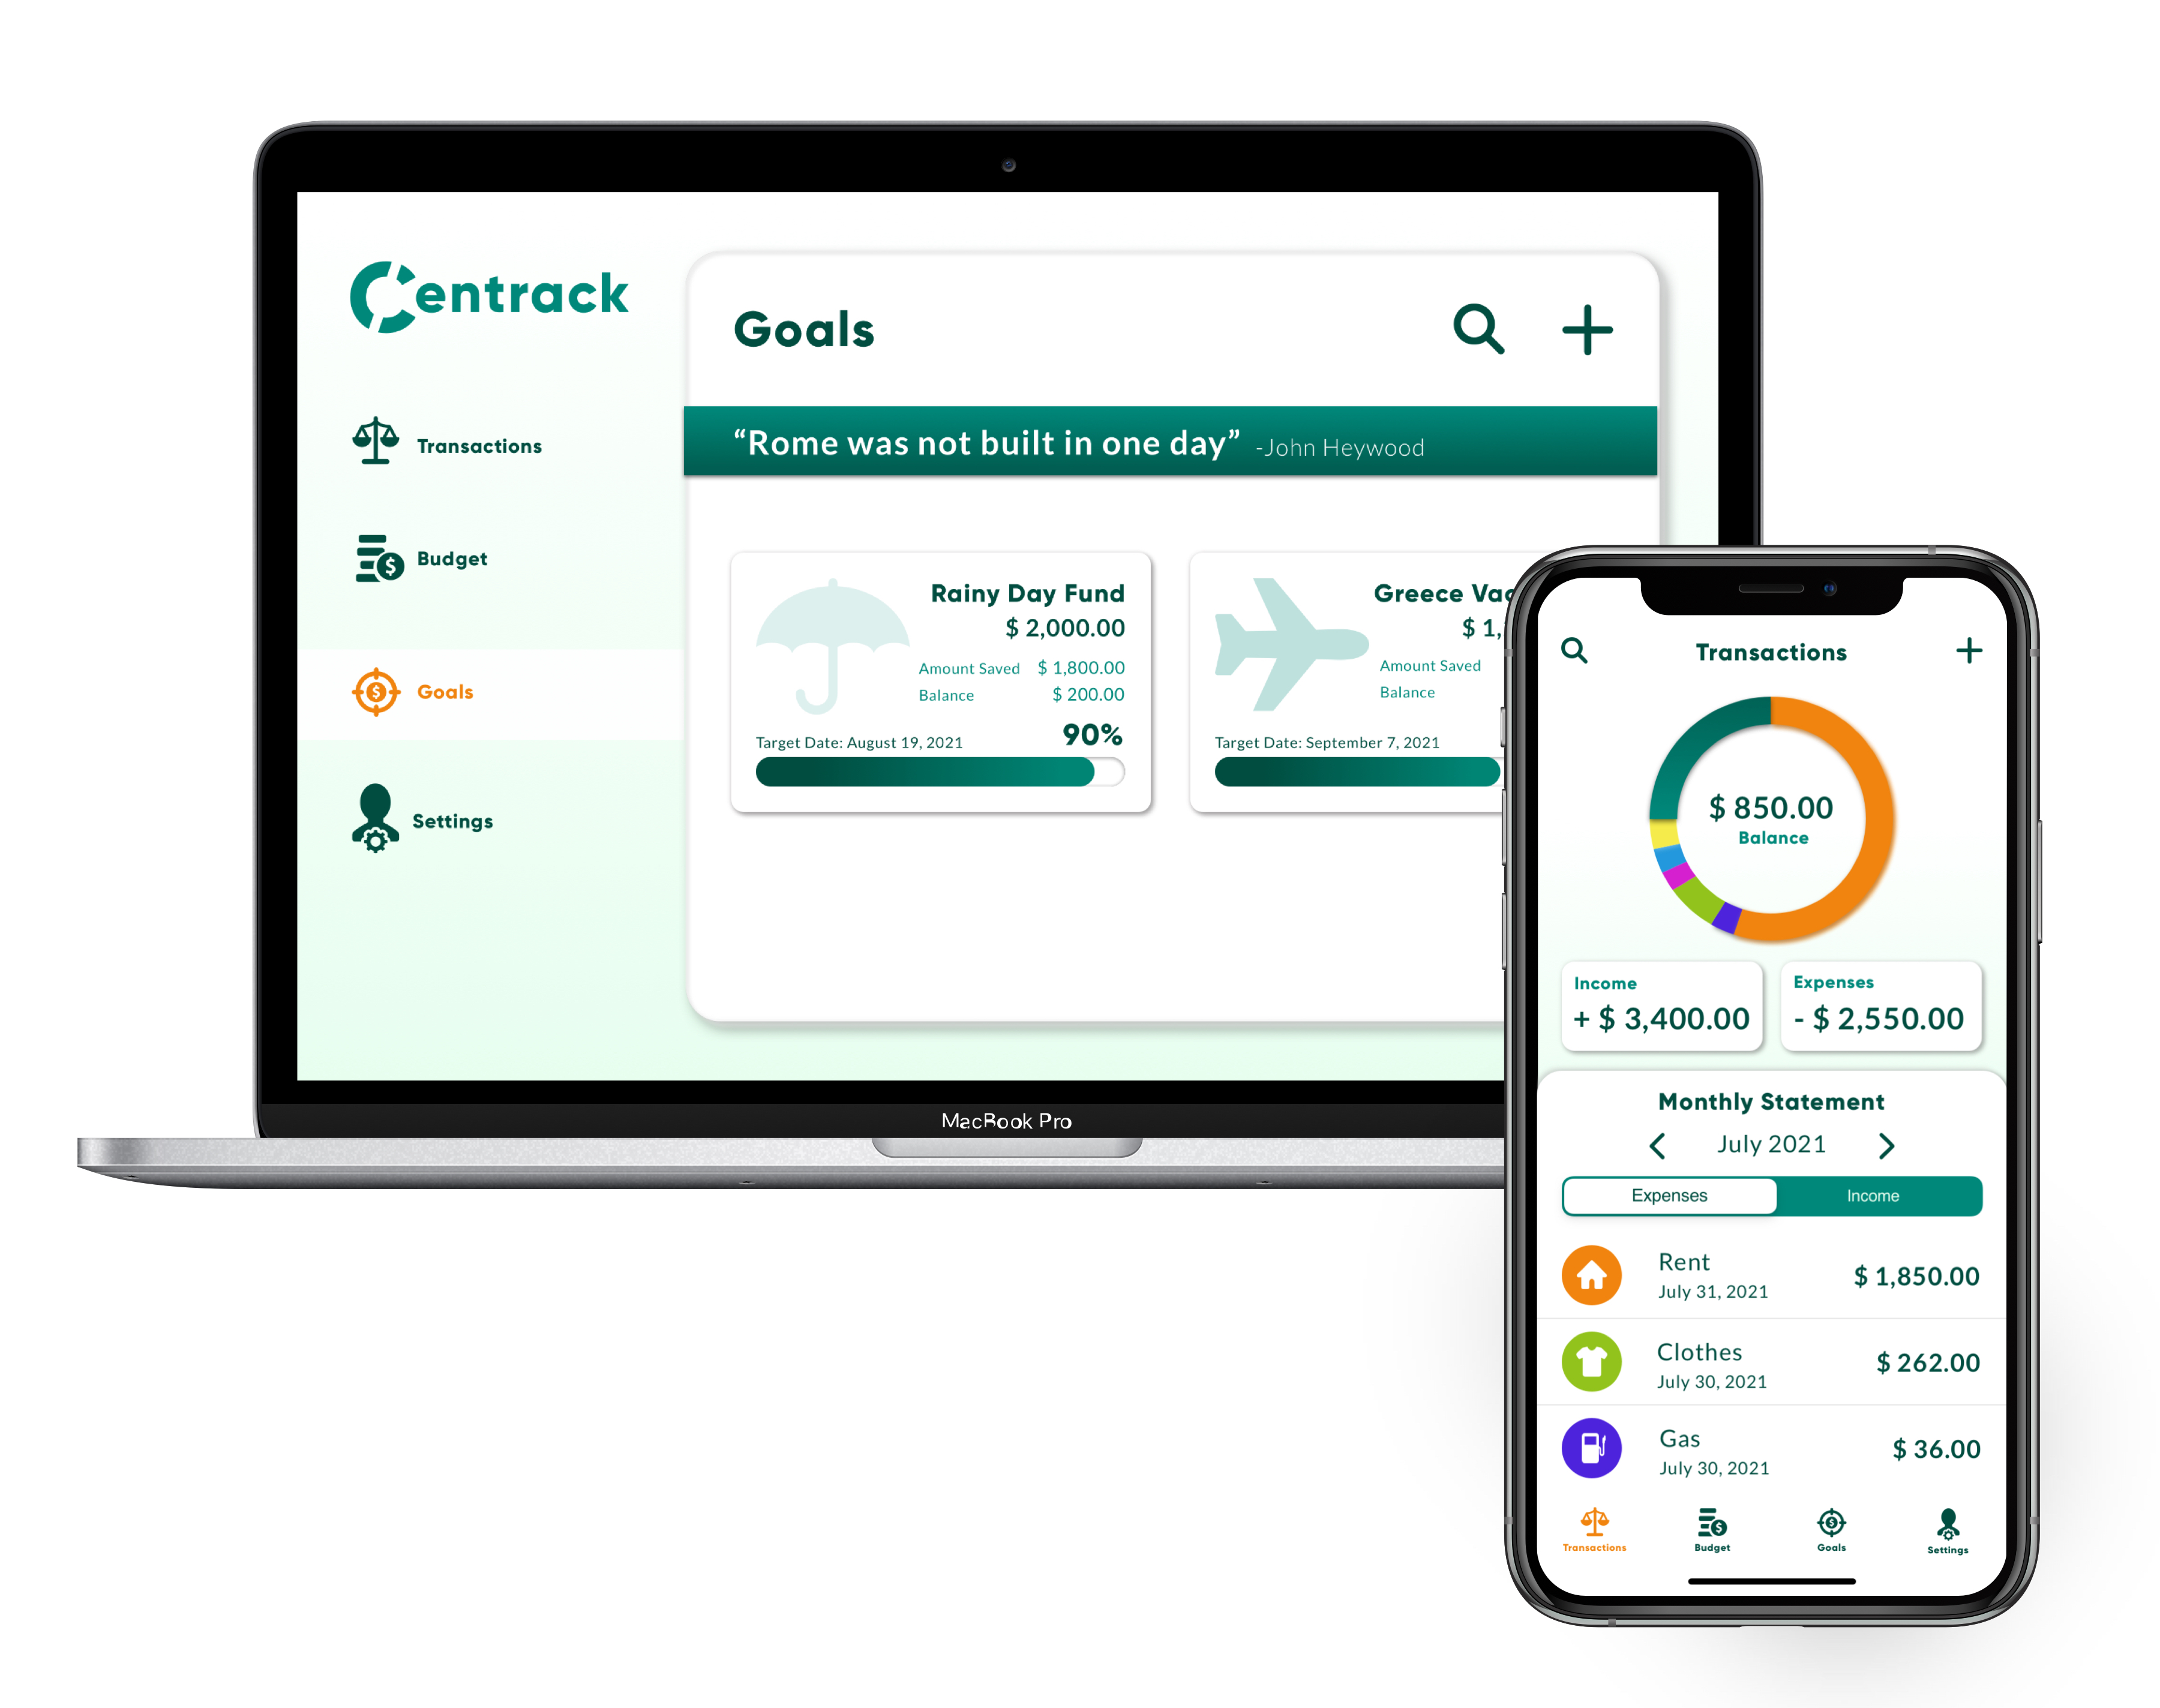 Centrack
Transactions
Budget
Goals
Settings
Goals
“Rome was not built in one day” -John Heywood
Rainy Day Fund
$ 2,000.00
Amount Saved $ 1,800.00
Balance $ 200.00
90%
Target Date: August 19, 2021
Greece
$ 1,
Amount Saved
Balance
Target Date: September 7, 2021
MacBook Pro
Transactions
$ 850.00
Balance
Income
+ $ 3,400.00
Expenses
- $ 2,550.00
Monthly Statement
July 2021
Expenses Income
Rent
July 31, 2021
$ 1,850.00
Clothes
July 30, 2021
$ 262.00
Gas
July 30, 2021
$ 36.00
Transactions Budget Goals Settings